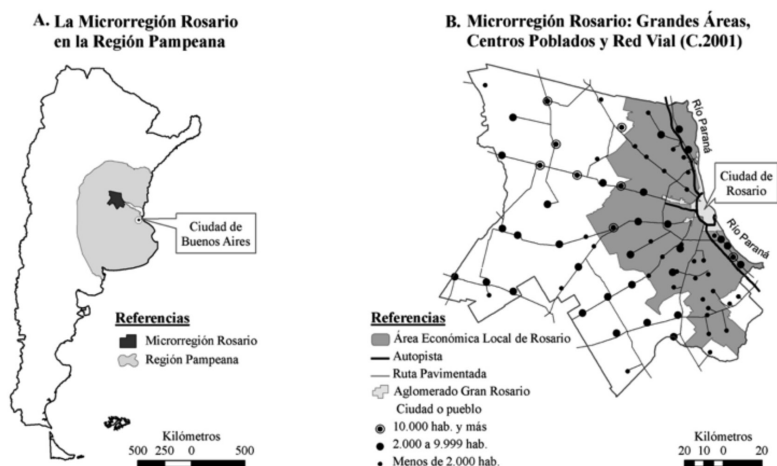 A. La Microrregión Rosario
en la Región Pampeana
Ciudad de
Buenos Aires
Referencias
Microrregión Rosario
Región Pampeana
Kilómetros
500 0 500
B. Microrregión Rosario: Grandes Áreas,
Centros Poblados y Red Vial (C.2001)
Río Paraná
Ciudad de
Rosario
Río Paraná
Referencias
Área Económica Local de Rosario
Autopista
Ruta Pavimentada
Aglomerado Gran Rosario
Ciudad o pueblo
10.000 hab. y más
2.000 a 9.999 hab.
Menos de 2.000 hab.
Kilómetros
20 10 0 20